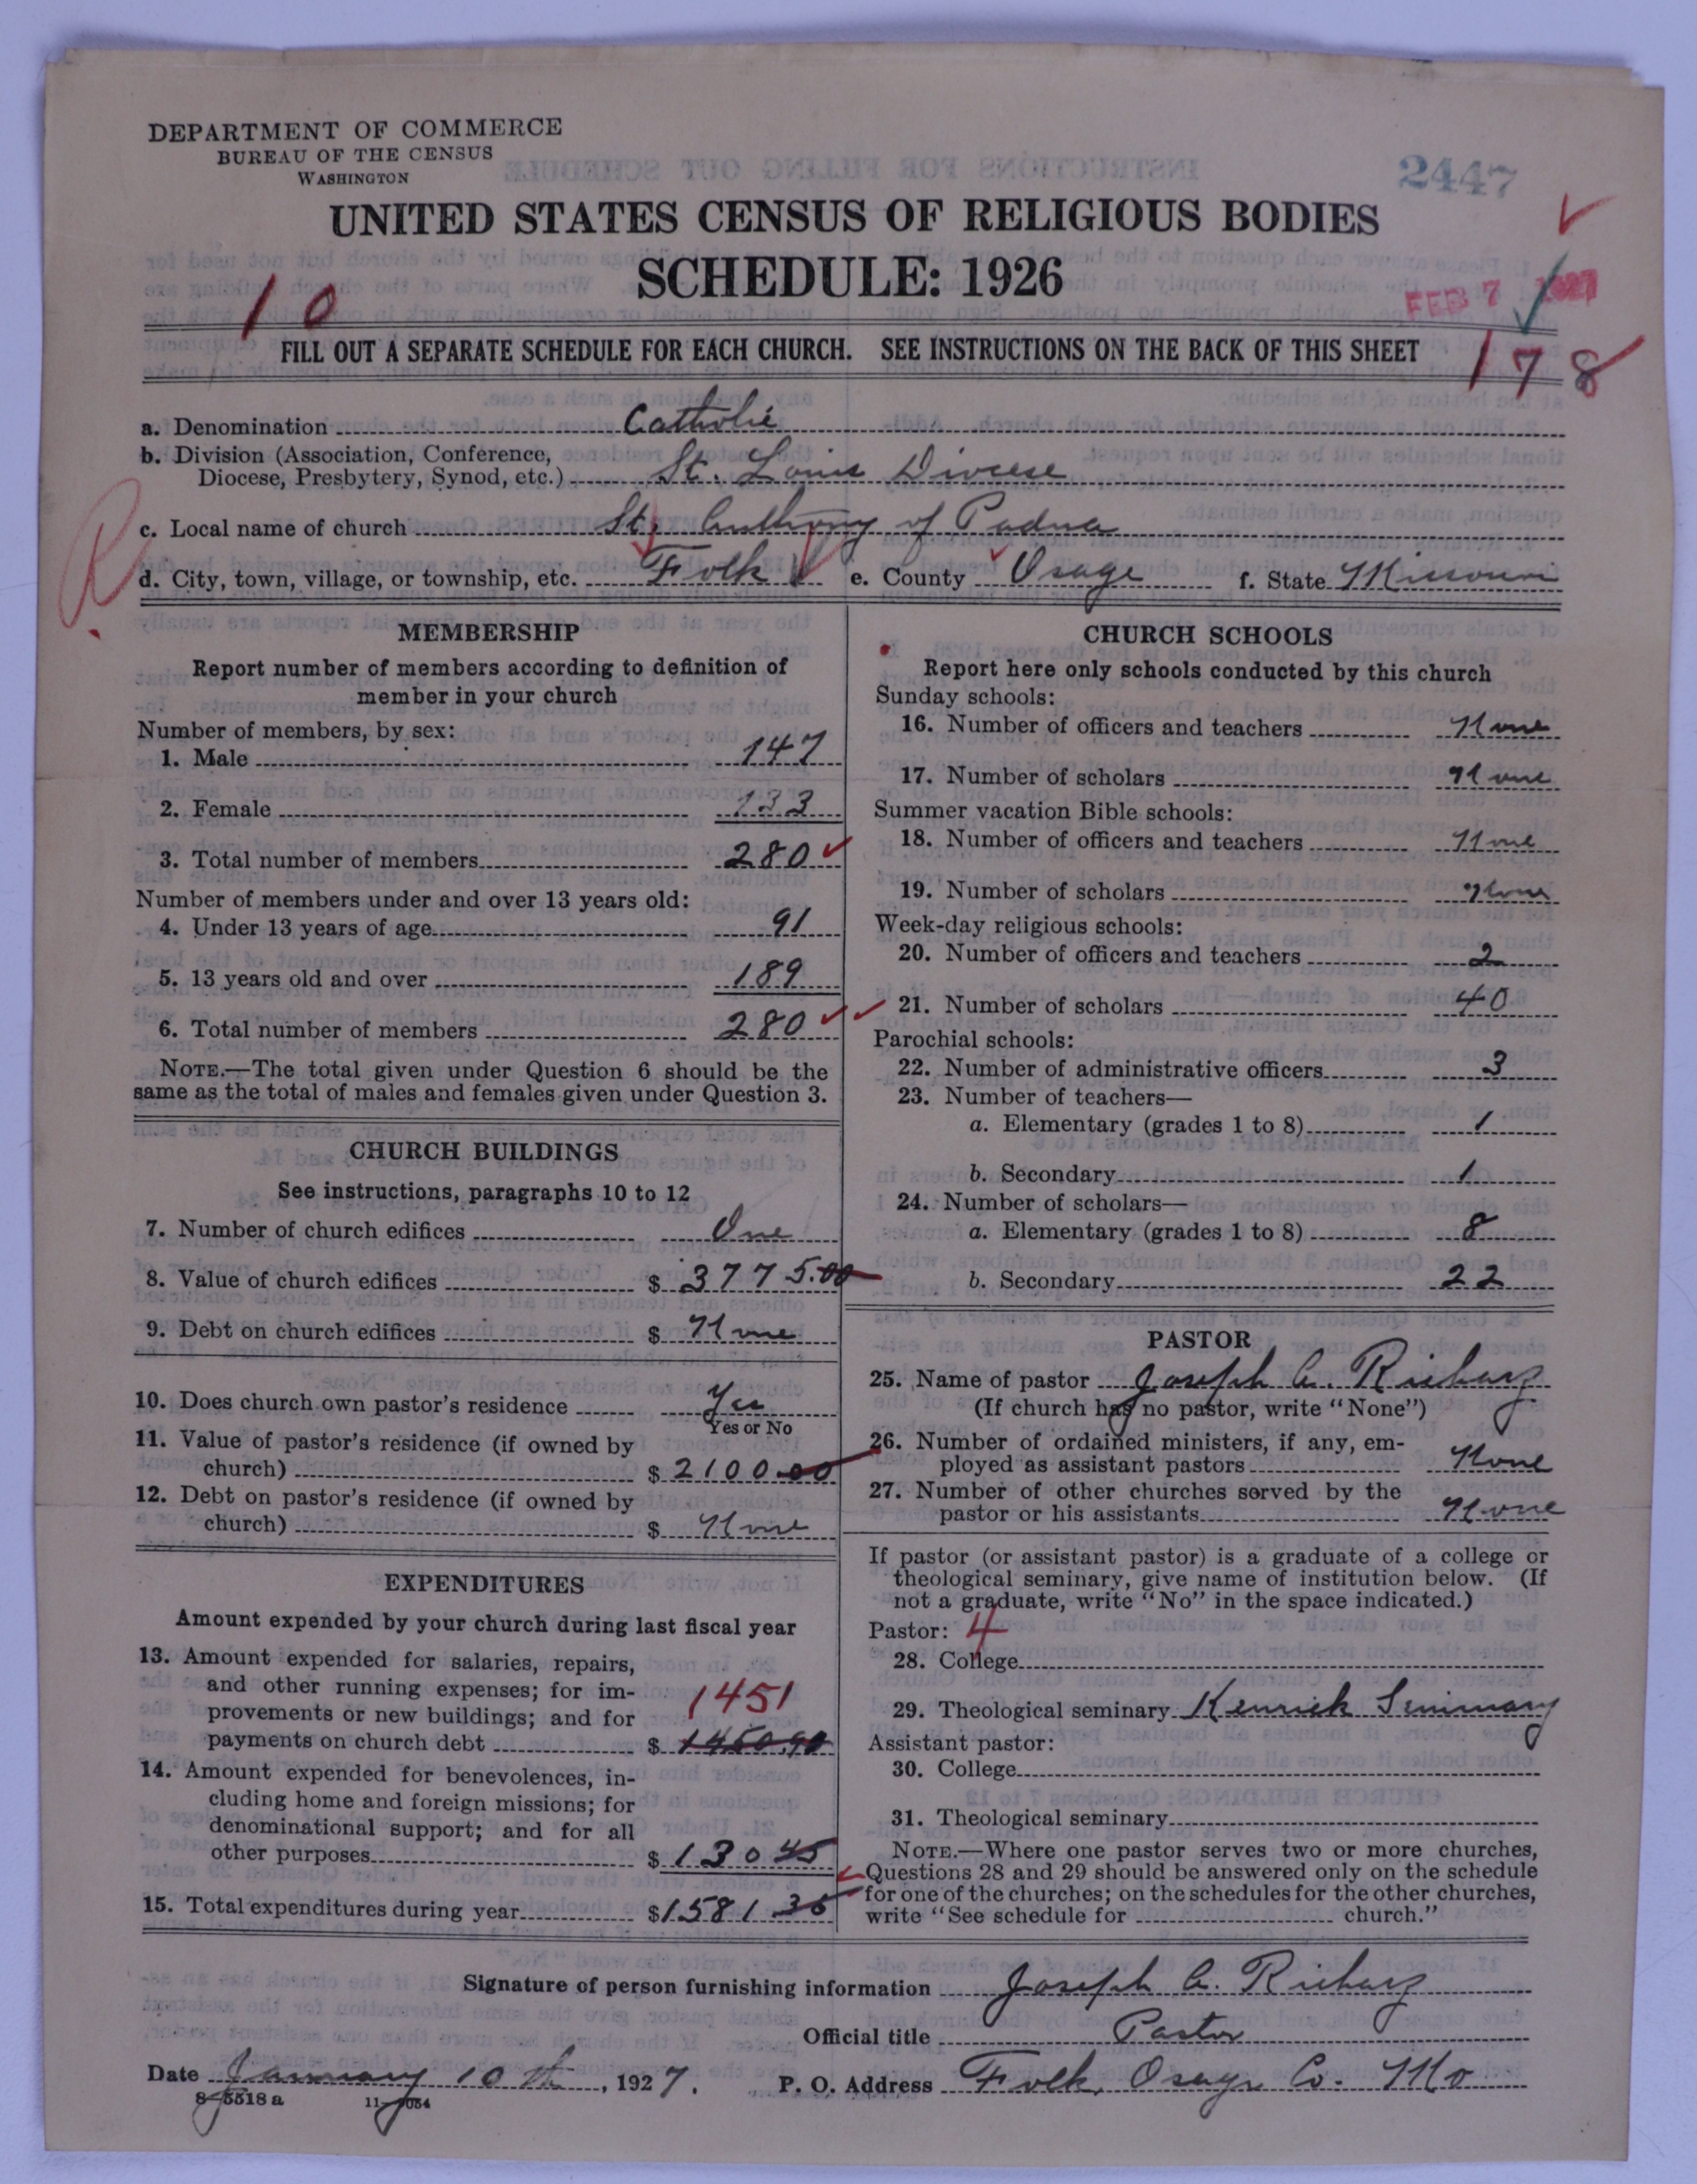 DEPARTMENT OF COMMERCE
BUREAU OF THE CENSUS
WASHINGTON
2447
UNITED STATES CENSUS OF RELIGIOUS BODIES
SCHEDULE: 1926
10
FEB 7 1927
FILL OUT A SEPARATE SCHEDULE FOR EACH CHURCH. SEE INSTRUCTIONS ON THE BACK OF THIS SHEET
178
a. Denomination Catholic
b. Division (Association, Conference,
Diocese, Presbytery, Synod, etc.) St. Louis Diocese
c. Local name of church St. Anthony of Padua
d. City, town, village, or township, etc. Folk e. County Osage f. State Missouri
MEMBERSHIP
Report number of members according to definition of
member in your church
Number of members, by sex:
1. Male 147
2. Female 133
3. Total number of members 280
Number of members under and over 13 years old:
4. Under 13 years of age 91
5. 13 years old and over 189
6. Total number of members 280
NOTE.—The total given under Question 6 should be the
same as the total of males and females given under Question 3.
CHURCH BUILDINGS
See instructions, paragraphs 10 to 12
7. Number of church edifices One
8. Value of church edifices $ 3775.00
9. Debt on church edifices $ None
10. Does church own pastor's residence Yes
Yes or No
11. Value of pastor's residence (if owned by
church) $ 2100.00
12. Debt on pastor's residence (if owned by
church) $ None
EXPENDITURES
Amount expended by your church during last fiscal year
13. Amount expended for salaries, repairs,
and other running expenses; for im-
provements or new buildings; and for 1451
payments on church debt $ 1450.90
14. Amount expended for benevolences, in-
cluding home and foreign missions; for
denominational support; and for all
other purposes $ 130 45
15. Total expenditures during year $1581 35
CHURCH SCHOOLS
Report here only schools conducted by this church
Sunday schools:
16. Number of officers and teachers None
17. Number of scholars None
Summer vacation Bible schools:
18. Number of officers and teachers None
19. Number of scholars None
Week-day religious schools:
20. Number of officers and teachers 2
21. Number of scholars 40
Parochial schools:
22. Number of administrative officers 3
23. Number of teachers—
a. Elementary (grades 1 to 8) 1
b. Secondary 1
24. Number of scholars—
a. Elementary (grades 1 to 8) 8
b. Secondary 22
PASTOR
25. Name of pastor Joseph A. Richarz
(If church has no pastor, write "None")
26. Number of ordained ministers, if any, em-
ployed as assistant pastors None
27. Number of other churches served by the
pastor or his assistants None
If pastor (or assistant pastor) is a graduate of a college or
theological seminary, give name of institution below. (If
not a graduate, write "No" in the space indicated.)
Pastor: 4
28. College
29. Theological seminary Kenrick Seminary
Assistant pastor:
30. College
31. Theological seminary
NOTE.—Where one pastor serves two or more churches,
Questions 28 and 29 should be answered only on the schedule
for one of the churches; on the schedules for the other churches,
write "See schedule for church."
Signature of person furnishing information Joseph A. Richarz
Official title Pastor
Date January 10th, 1927. P. O. Address Folk, Osage Co. Mo
8-5518a